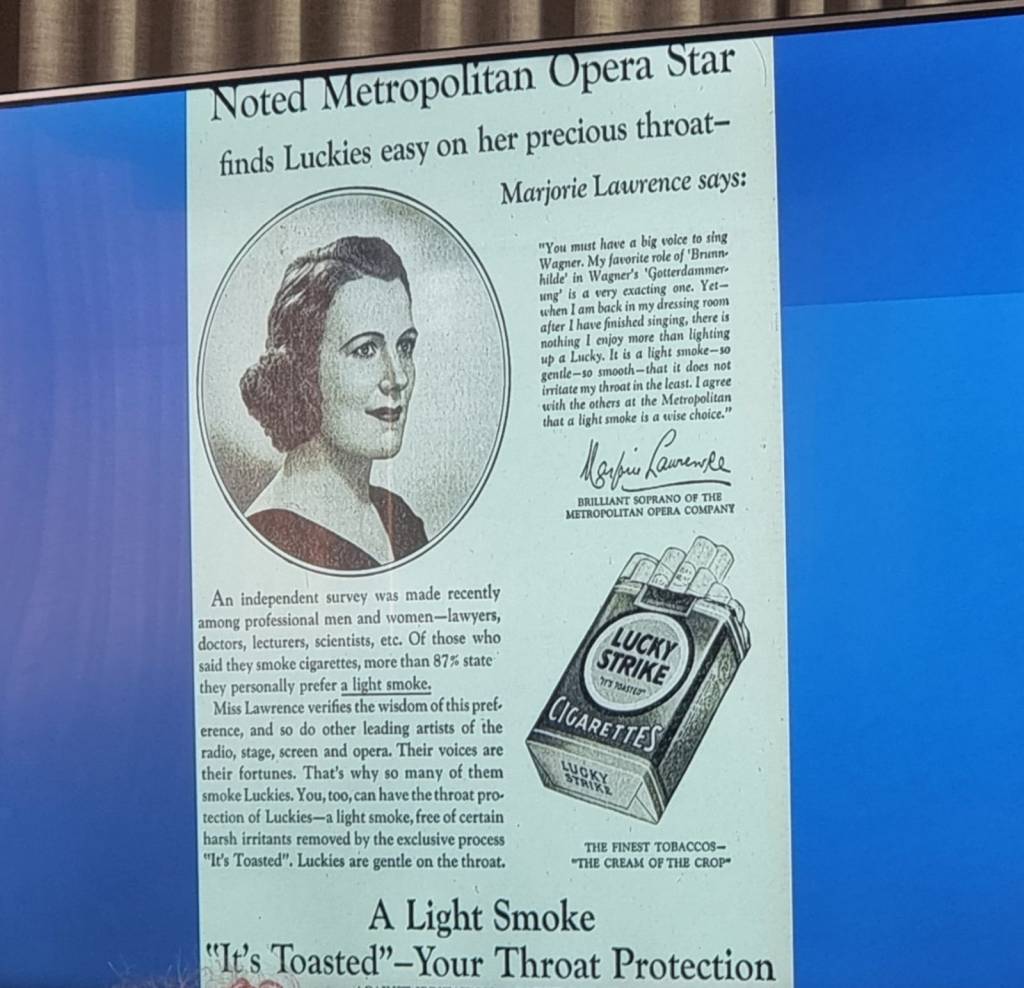 Noted Metropolitan Opera Star
finds Luckies easy on her precious throat—
Marjorie Lawrence says:
"You must have a big voice to sing
Wagner. My favorite role of 'Brunn-
hilde' in Wagner's 'Gotterdammer-
ung' is a very exacting one. Yet—
when I am back in my dressing room
after I have finished singing, there is
nothing I enjoy more than lighting
up a Lucky. It is a light smoke—so
gentle—so smooth—that it does not
irritate my throat in the least. I agree
with the others at the Metropolitan
that a light smoke is a wise choice."
Marjorie Lawrence
BRILLIANT SOPRANO OF THE
METROPOLITAN OPERA COMPANY
An independent survey was made recently
among professional men and women—lawyers,
doctors, lecturers, scientists, etc. Of those who
said they smoke cigarettes, more than 87% state
they personally prefer a light smoke.
Miss Lawrence verifies the wisdom of this pref-
erence, and so do other leading artists of the
radio, stage, screen and opera. Their voices are
their fortunes. That's why so many of them
smoke Luckies. You, too, can have the throat pro-
tection of Luckies—a light smoke, free of certain
harsh irritants removed by the exclusive process
"It's Toasted". Luckies are gentle on the throat.
LUCKY
STRIKE
"IT'S TOASTED"
CIGARETTES
LUCKY
STRIKE
THE FINEST TOBACCOS—
"THE CREAM OF THE CROP"
A Light Smoke
"It's Toasted"—Your Throat Protection